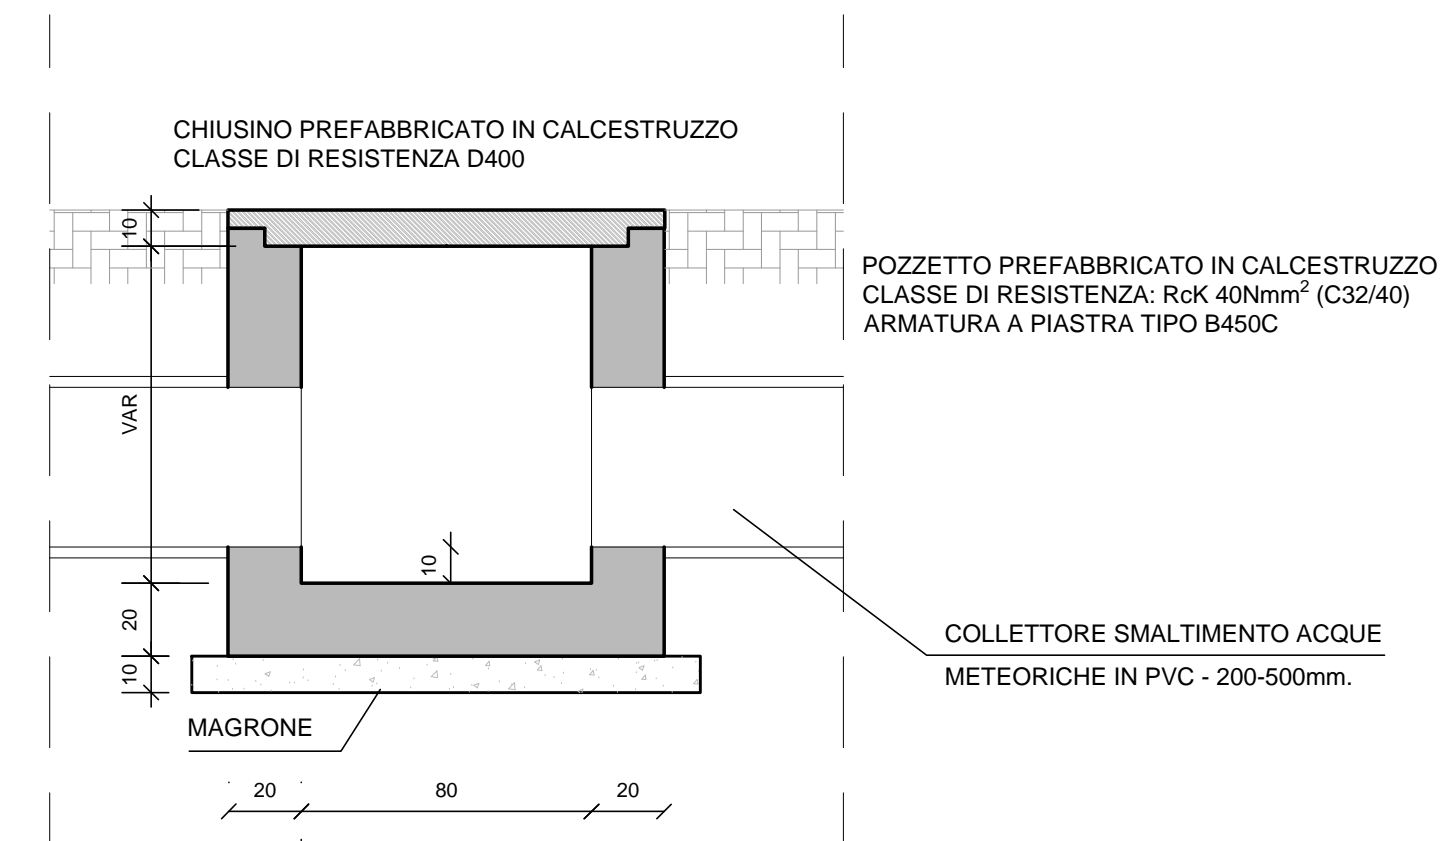 CHIUSINO PREFABBRICATO IN CALCESTRUZZO
CLASSE DI RESISTENZA D400
10
POZZETTO PREFABBRICATO IN CALCESTRUZZO
CLASSE DI RESISTENZA: RcK 40Nmm² (C32/40)
ARMATURA A PIASTRA TIPO B450C
VAR
10
20
10
COLLETTORE SMALTIMENTO ACQUE
METEORICHE IN PVC - 200-500mm.
MAGRONE
20
80
20